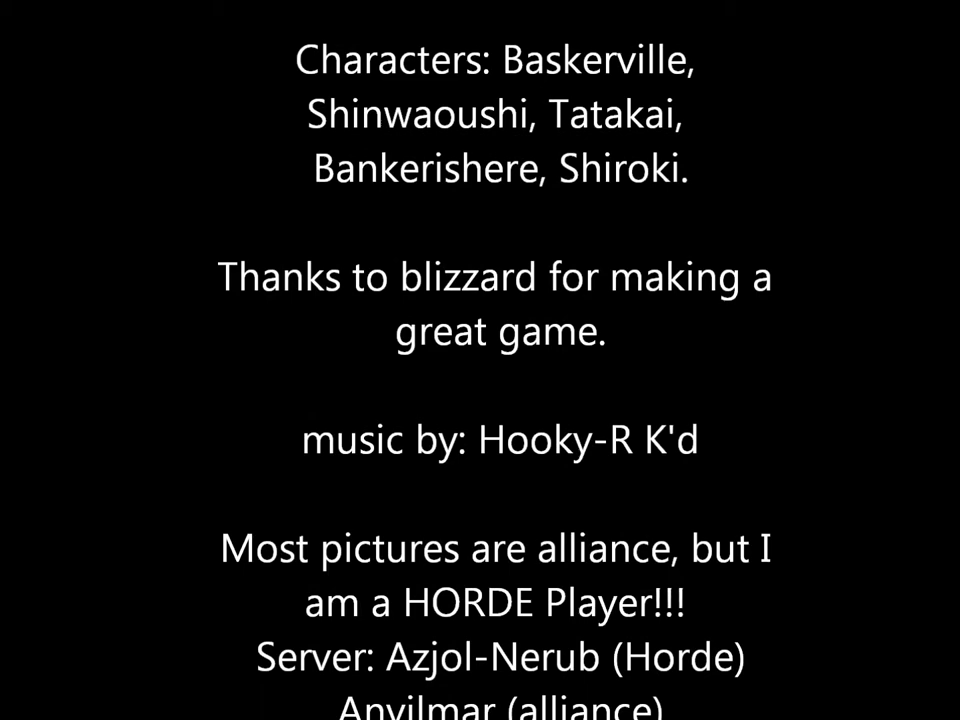 Characters: Baskerville,
Shinwaoushi, Tatakai,
Bankerishere, Shiroki.
Thanks to blizzard for making a
great game.
music by: Hooky-R K'd
Most pictures are alliance, but I
am a HORDE Player!!!
Server: Azjol-Nerub (Horde)
Anvilmar (alliance)